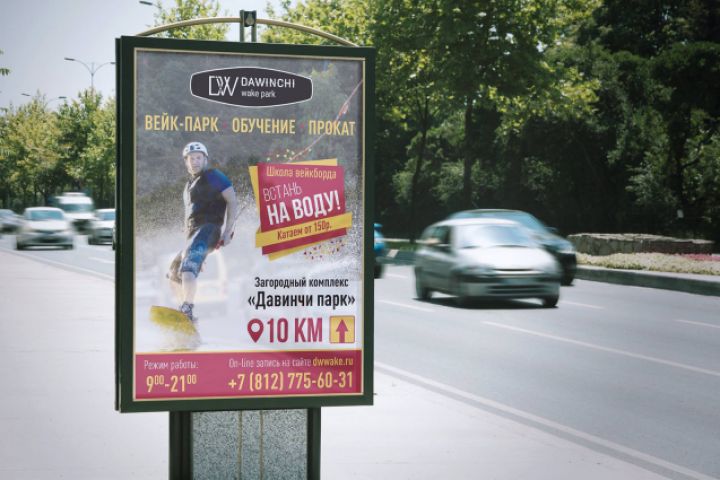 DW DAWINCHI
wake park
ВЕЙК-ПАРК ОБУЧЕНИЕ ПРОКАТ
Школа вейкборда
ВСТАНЬ
НА ВОДУ!
Катаем от 150р.
Загородный комплекс
«Давинчи парк»
10 КМ
Режим работы:
9⁰⁰-21⁰⁰
On-line запись на сайте dwwake.ru
+7 (812) 775-60-31